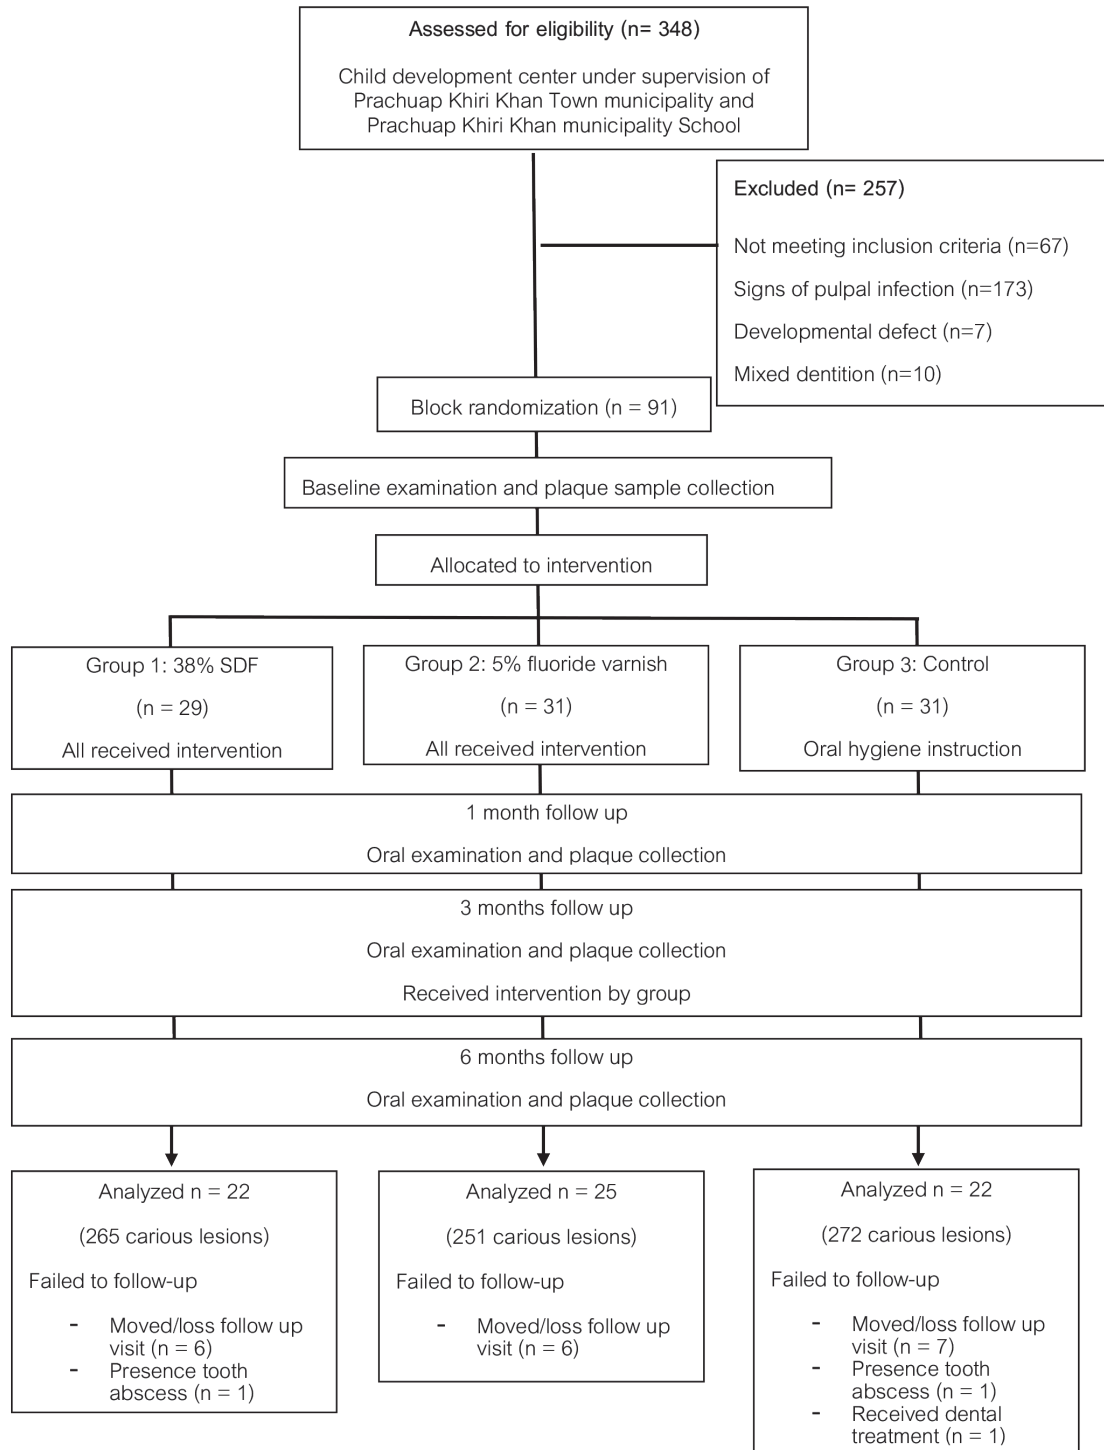 Assessed for eligibility (n= 348)
Child development center under supervision of
Prachuap Khiri Khan Town municipality and
Prachuap Khiri Khan municipality School
Excluded (n= 257)
Not meeting inclusion criteria (n=67)
Signs of pulpal infection (n=173)
Developmental defect (n=7)
Mixed dentition (n=10)
Block randomization (n = 91)
Baseline examination and plaque sample collection
Allocated to intervention
Group 1: 38% SDF
(n = 29)
All received intervention
Group 2: 5% fluoride varnish
(n = 31)
All received intervention
Group 3: Control
(n = 31)
Oral hygiene instruction
1 month follow up
Oral examination and plaque collection
3 months follow up
Oral examination and plaque collection
Received intervention by group
6 months follow up
Oral examination and plaque collection
Analyzed n = 22
(265 carious lesions)
Failed to follow-up
- Moved/loss follow up
visit (n = 6)
- Presence tooth
abscess (n = 1)
Analyzed n = 25
(251 carious lesions)
Failed to follow-up
- Moved/loss follow up
visit (n = 6)
Analyzed n = 22
(272 carious lesions)
Failed to follow-up
- Moved/loss follow up
visit (n = 7)
- Presence tooth
abscess (n = 1)
- Received dental
treatment (n = 1)